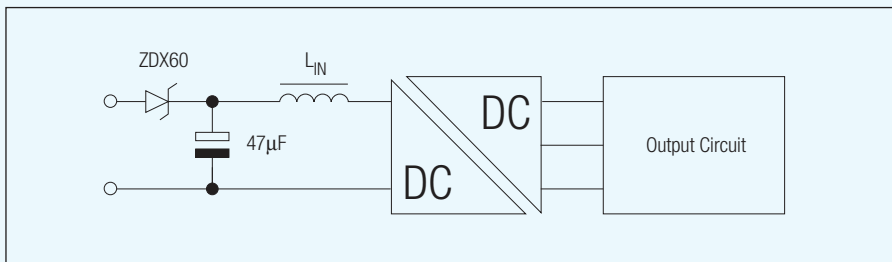 ZDX60
L_IN
47μF
DC
DC
Output Circuit